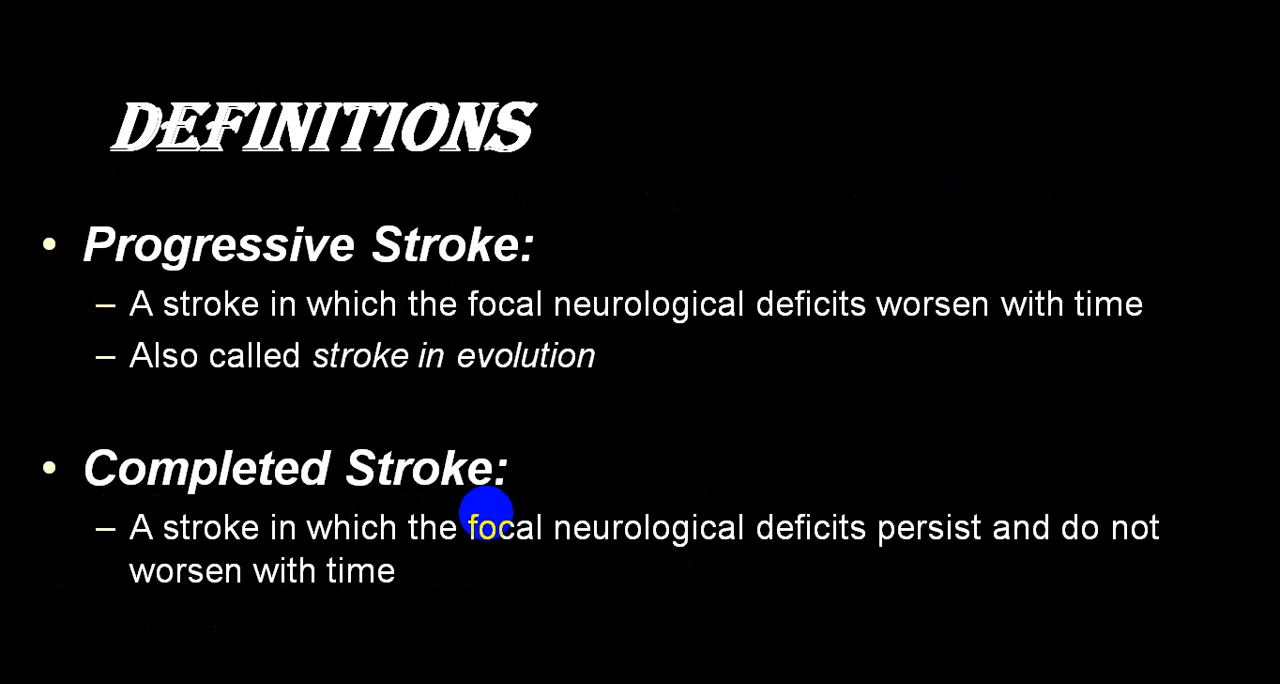 DEFINITIONS
• Progressive Stroke:
– A stroke in which the focal neurological deficits worsen with time
– Also called stroke in evolution
• Completed Stroke:
– A stroke in which the focal neurological deficits persist and do not
worsen with time